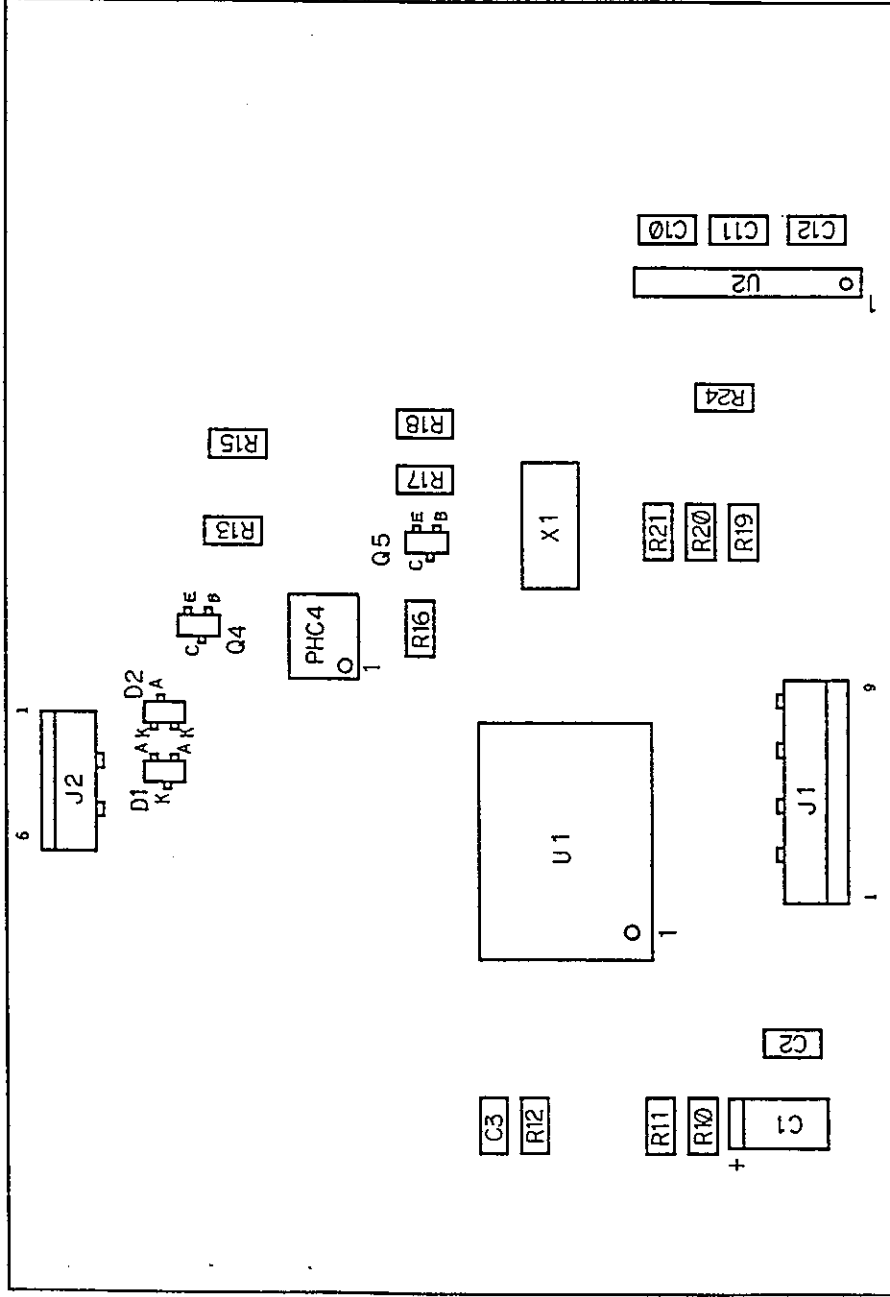 C10
C11
C12
U2
1
R24
R15
R18
R13
R17
E
B
C
Q5
X1
R21
R20
R19
E
B
C
Q4
PHC4
1
R16
D2
A
K
K
D1
A
A
K
1
J2
6
U1
1
9
J1
1
C2
C3
R12
R11
R10
C1
+